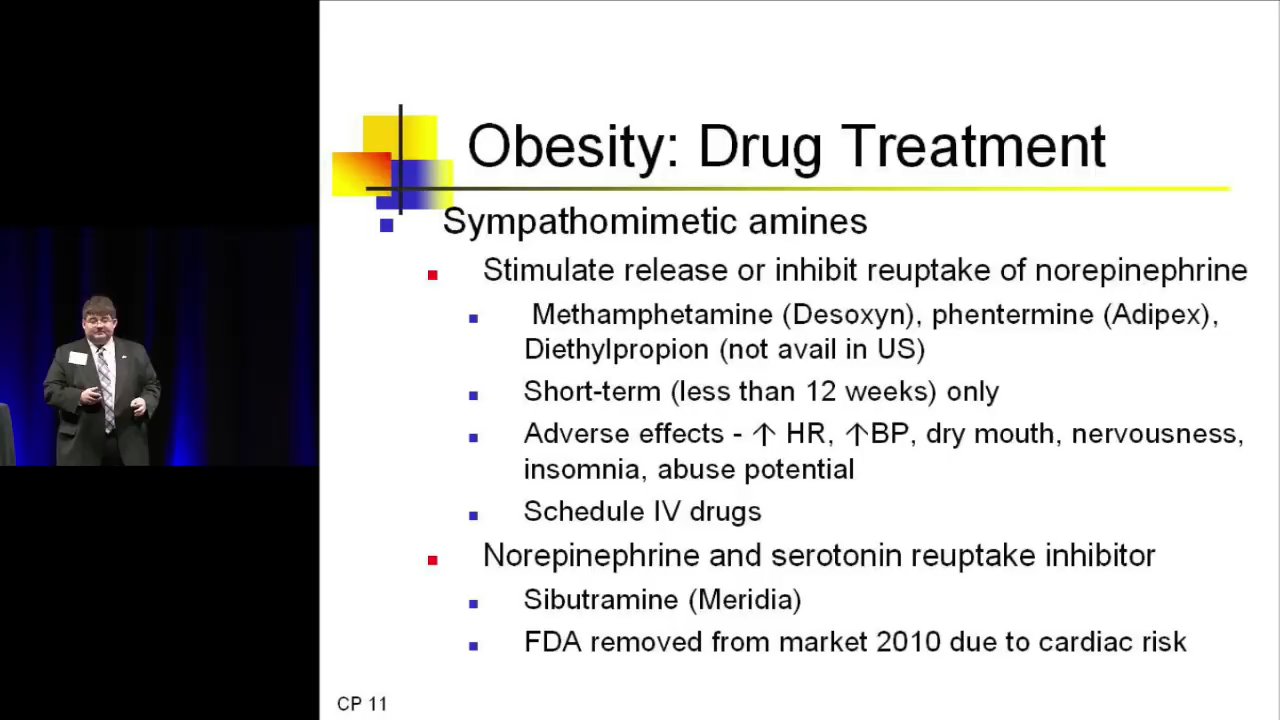 Obesity: Drug Treatment
Sympathomimetic amines
Stimulate release or inhibit reuptake of norepinephrine
Methamphetamine (Desoxyn), phentermine (Adipex),
Diethylpropion (not avail in US)
Short-term (less than 12 weeks) only
Adverse effects - ↑ HR, ↑BP, dry mouth, nervousness,
insomnia, abuse potential
Schedule IV drugs
Norepinephrine and serotonin reuptake inhibitor
Sibutramine (Meridia)
FDA removed from market 2010 due to cardiac risk
CP 11